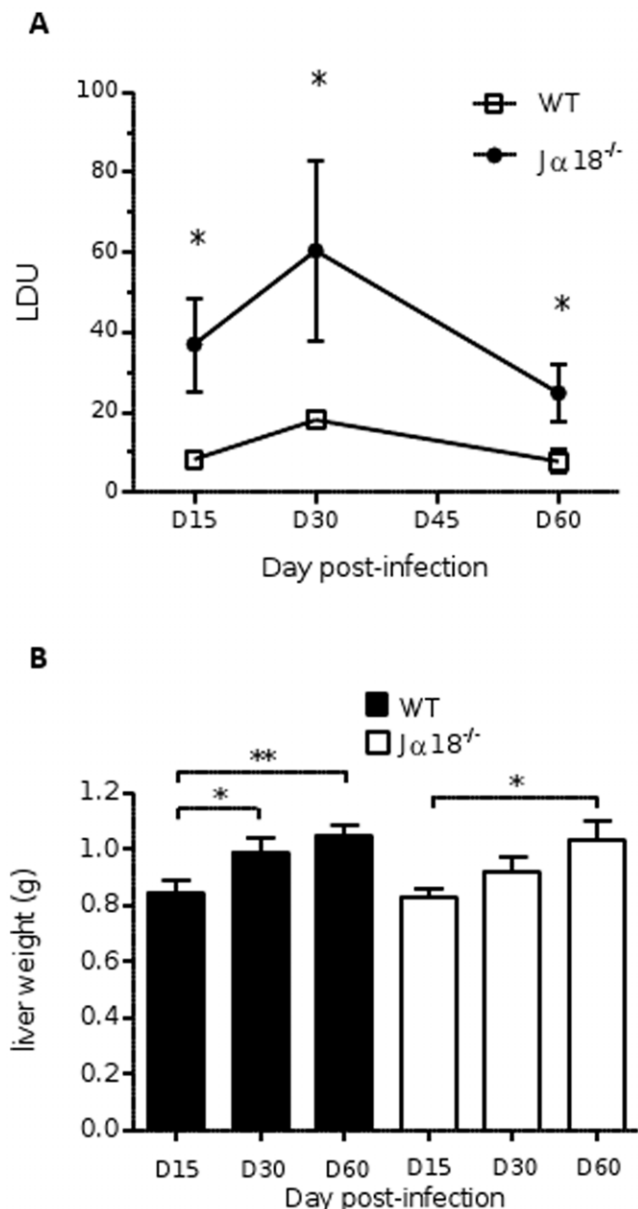 A
*
100
WT
Jα18-/-
80
*
60
*
LDU
40
20
0
D15 D30 D45 D60
Day post-infection
B
WT
Jα18-/-
**
*
*
1.2
1.0
0.8
liver weight (g)
0.6
0.4
0.2
0.0
D15 D30 D60 D15 D30 D60
Day post-infection